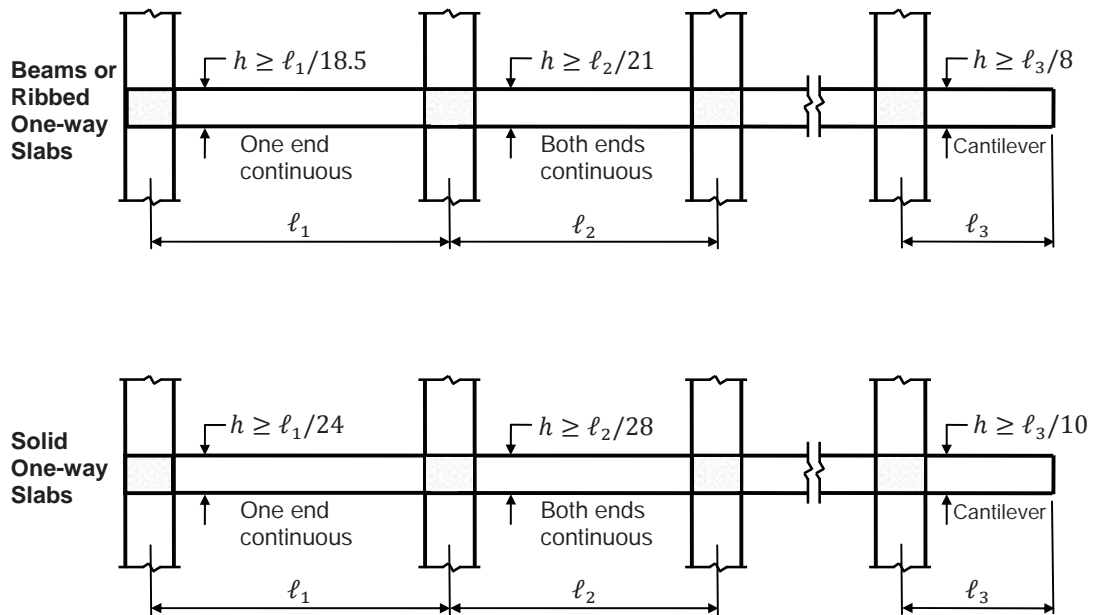 Beams or
Ribbed
One-way
Slabs
h ≥ ℓ₁/18.5
h ≥ ℓ₂/21
h ≥ ℓ₃/8
One end
continuous
Both ends
continuous
Cantilever
ℓ₁
ℓ₂
ℓ₃
Solid
One-way
Slabs
h ≥ ℓ₁/24
h ≥ ℓ₂/28
h ≥ ℓ₃/10
One end
continuous
Both ends
continuous
Cantilever
ℓ₁
ℓ₂
ℓ₃